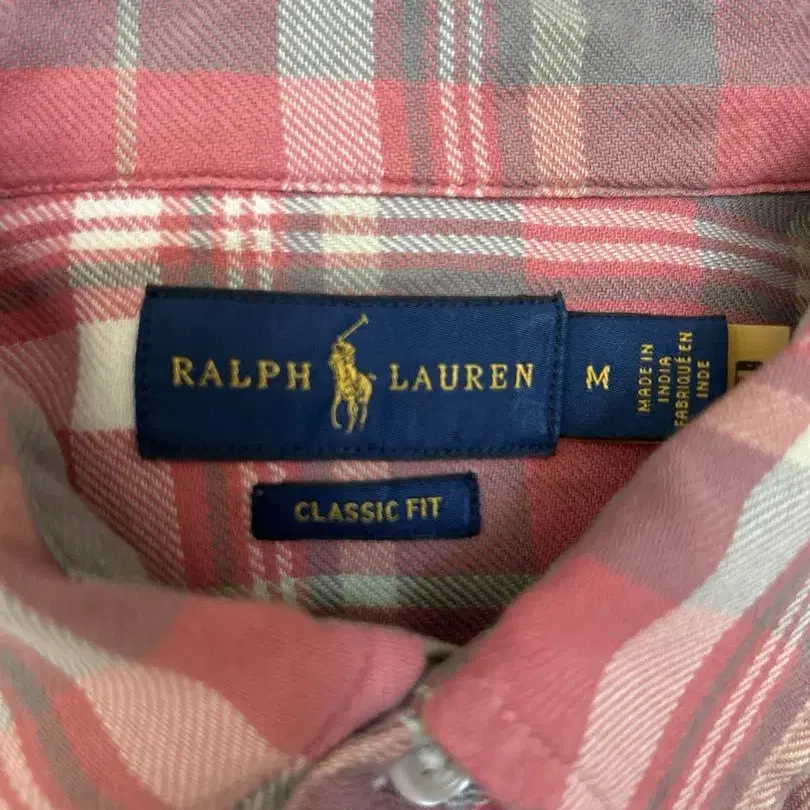 RALPH LAUREN
M
MADE IN
INDIA
FABRIQUÉ EN
INDE
CLASSIC FIT